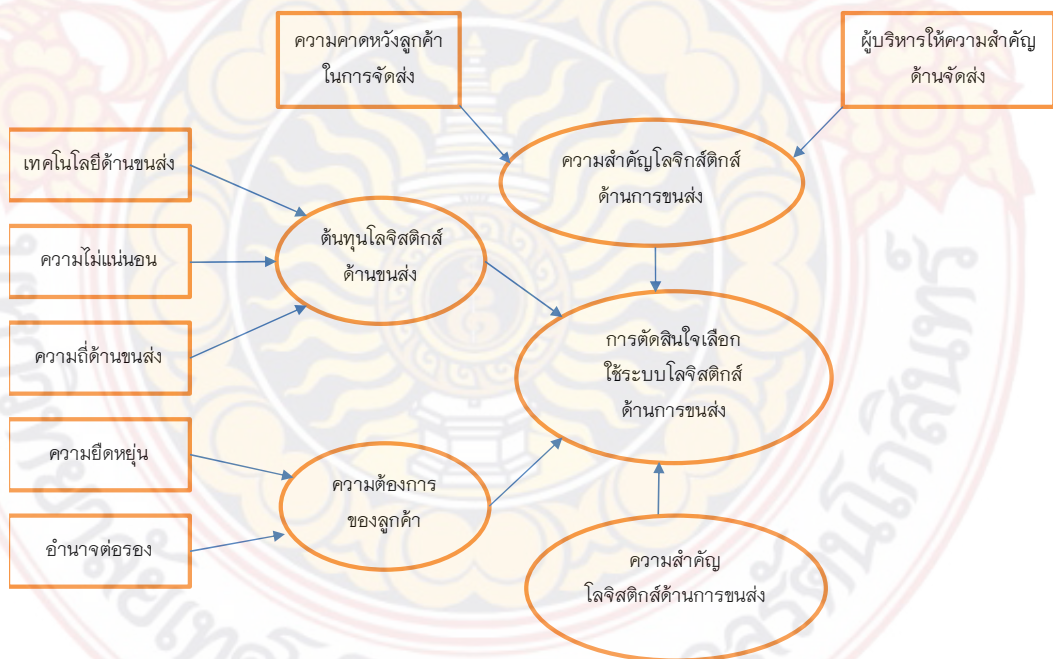 ความคาดหวังลูกค้า
ในการจัดส่ง
ผู้บริหารให้ความสำคัญ
ด้านจัดส่ง
เทคโนโลยีด้านขนส่ง
ความสำคัญโลจิกส์ติกส์
ด้านการขนส่ง
ต้นทุนโลจิสติกส์
ด้านขนส่ง
ความไม่แน่นอน
ความถี่ด้านขนส่ง
การตัดสินใจเลือก
ใช้ระบบโลจิสติกส์
ด้านการขนส่ง
ความยืดหยุ่น
ความต้องการ
ของลูกค้า
อำนาจต่อรอง
ความสำคัญ
โลจิสติกส์ด้านการขนส่ง